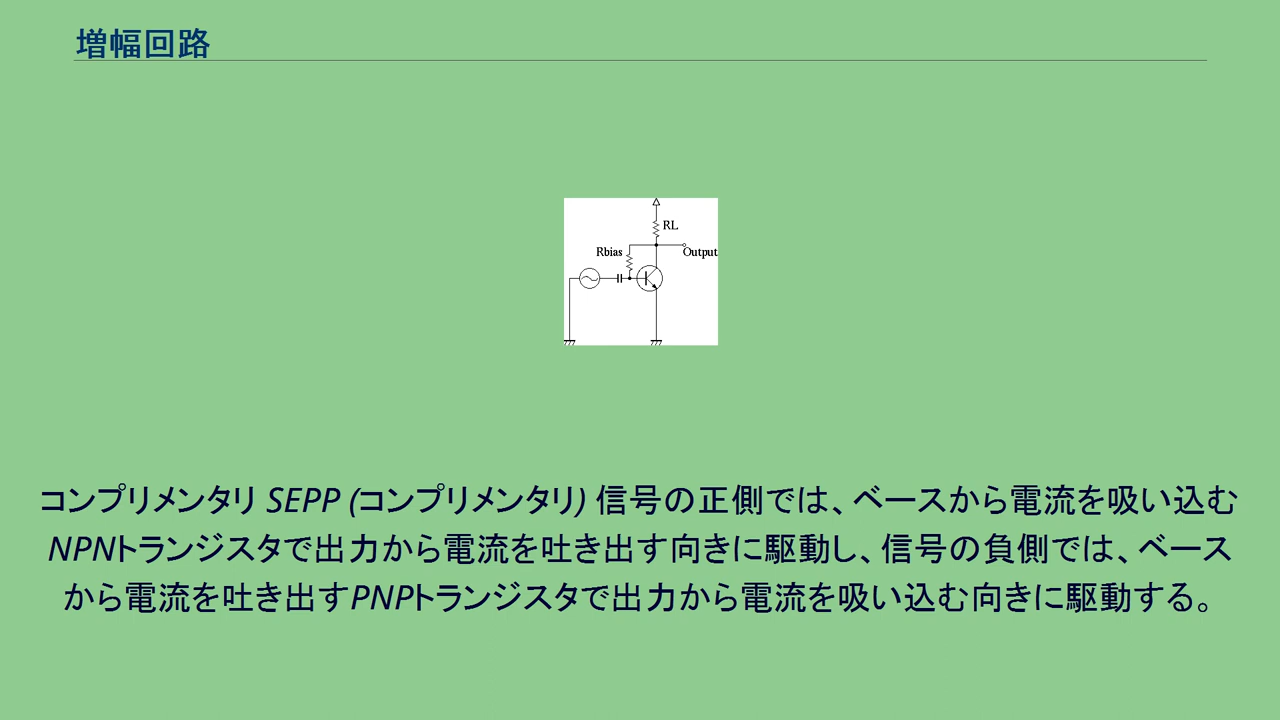 増幅回路
RL
Rbias
Output
コンプリメンタリ SEPP (コンプリメンタリ) 信号の正側では、ベースから電流を吸い込む
NPNトランジスタで出力から電流を吐き出す向きに駆動し、信号の負側では、ベース
から電流を吐き出すPNPトランジスタで出力から電流を吸い込む向きに駆動する。